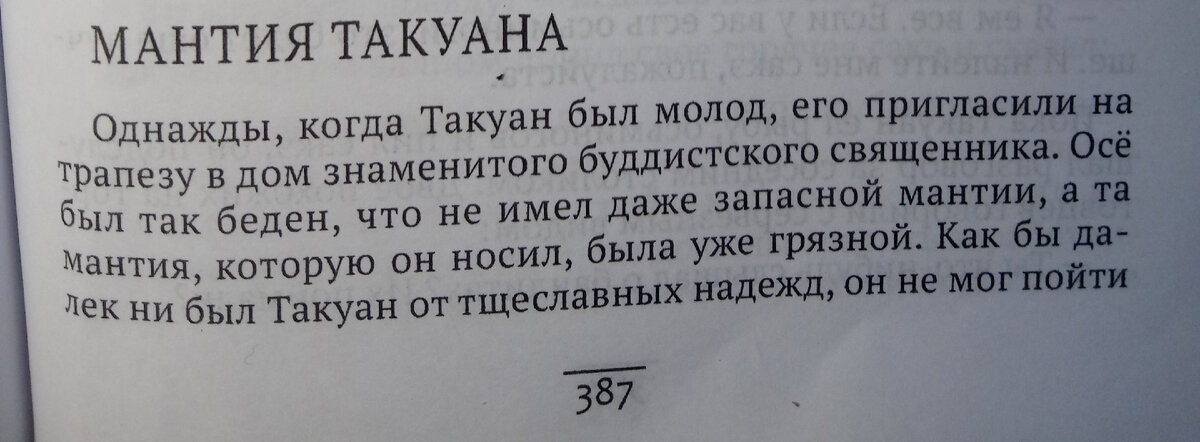 МАНТИЯ ТАКУАНА
Однажды, когда Такуан был молод, его пригласили на
трапезу в дом знаменитого буддистского священника. Осё
был так беден, что не имел даже запасной мантии, а та
мантия, которую он носил, была уже грязной. Как бы да-
лек ни был Такуан от тщеславных надежд, он не мог пойти
387